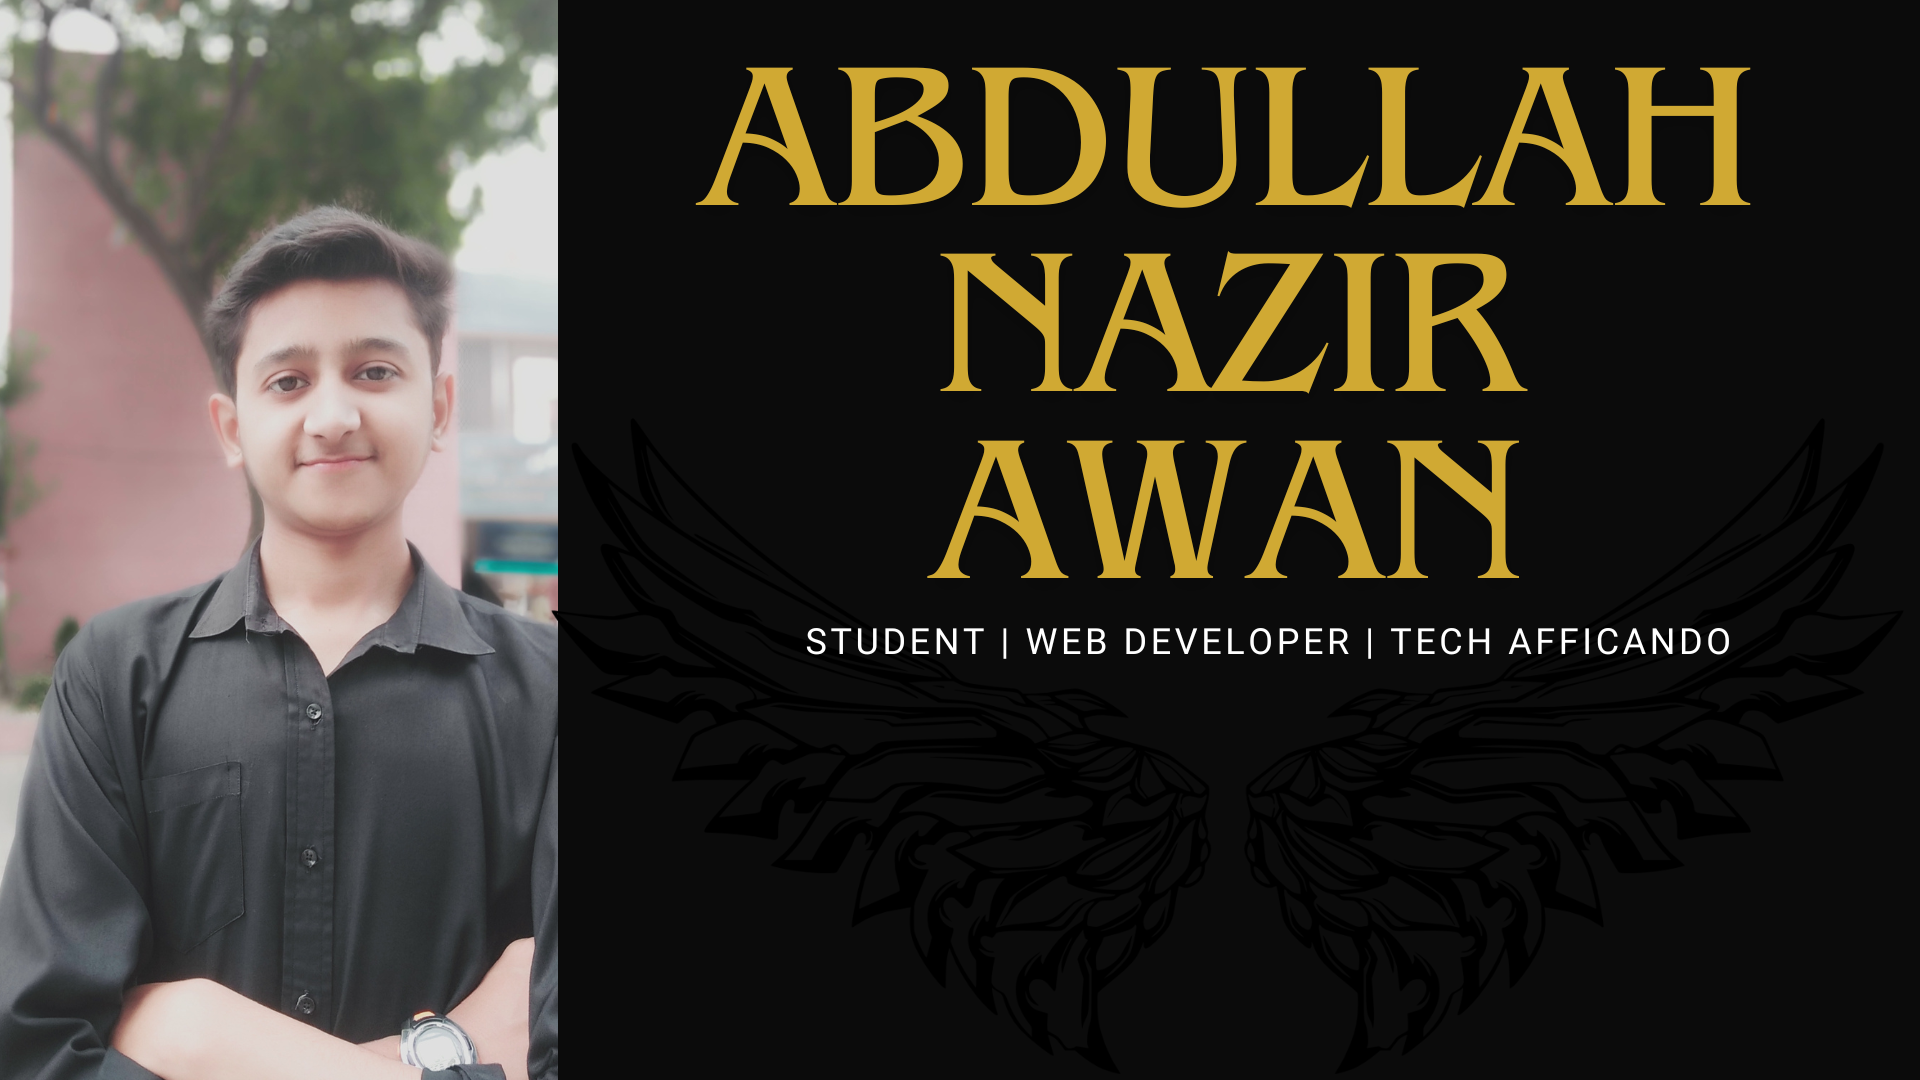 ABDULLAH
NAZIR
AWAN
STUDENT | WEB DEVELOPER | TECH AFFICANDO